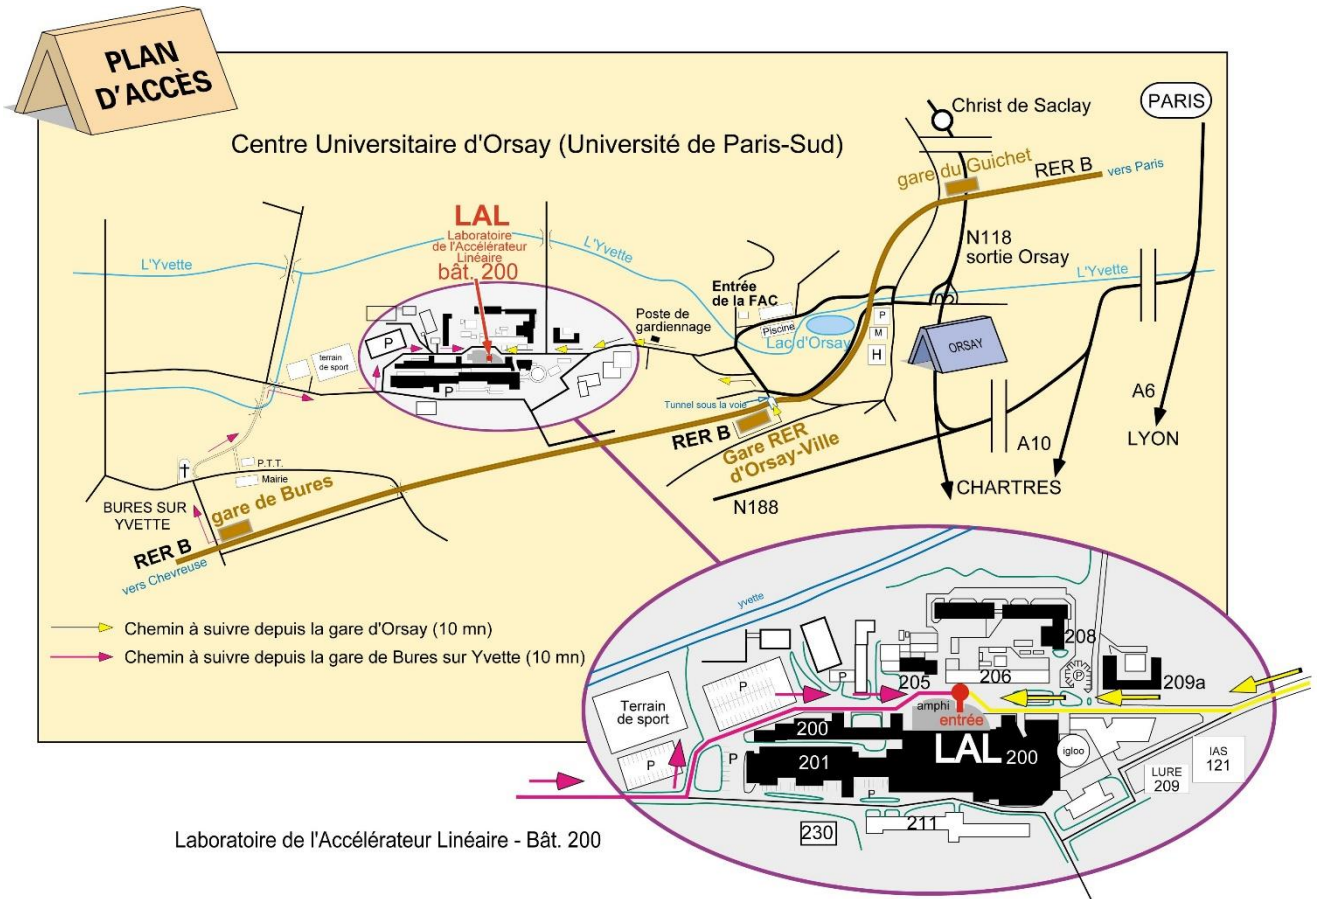 PLAN
D'ACCÈS
Centre Universitaire d'Orsay (Université de Paris-Sud)
Christ de Saclay
PARIS
gare du Guichet
RER B
vers Paris
LAL
Laboratoire
de l'Accélérateur
Linéaire
bât. 200
N118
sortie Orsay
L'Yvette
L'Yvette
L'Yvette
Entrée
de la FAC
Poste de
gardiennage
Piscine
Lac d'Orsay
P
M
H
ORSAY
P
P
terrain
de sport
Tunnel sous la voie
RER B
Gare RER
d'Orsay-Ville
A6
LYON
A10
CHARTRES
N188
P.T.T.
Mairie
BURES SUR
YVETTE
gare de Bures
RER B
vers Chevreuse
Chemin à suivre depuis la gare d'Orsay (10 mn)
Chemin à suivre depuis la gare de Bures sur Yvette (10 mn)
yvette
208
205
206
P
209a
P
P
Terrain
de sport
amphi
entrée
200
LAL
200
igloo
IAS
121
P
P
201
P
LURE
209
230
211
Laboratoire de l'Accélérateur Linéaire - Bât. 200